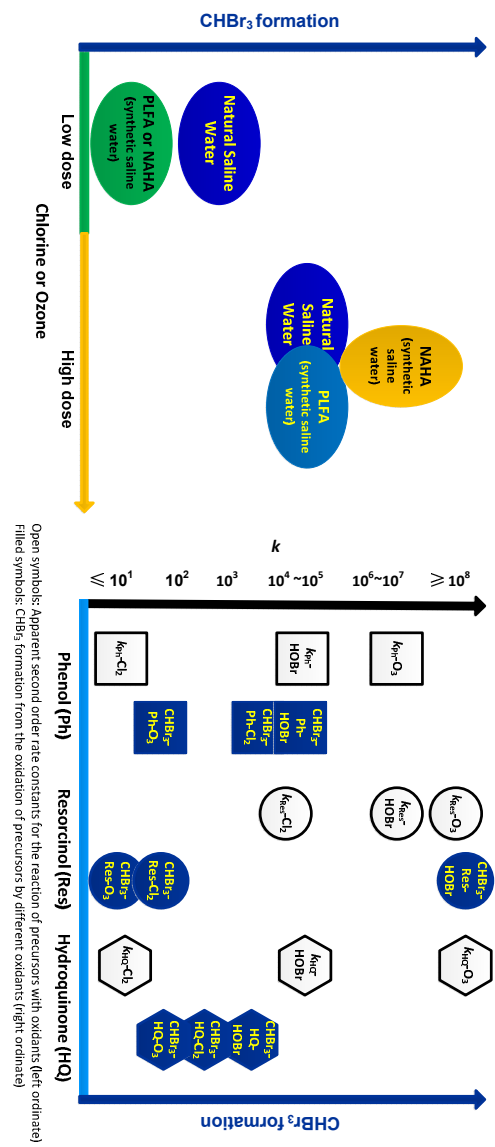 CHBr₃ formation
Natural Saline
Water
PLFA or NAHA
(synthetic saline
water)
Low dose
Natural
Saline
Water
NAHA
(synthetic
saline
water)
PLFA
(synthetic saline
water)
High dose
Chlorine or Ozone
k
⩽ 10¹
10²
10³
10⁴ ~10⁵
10⁶~10⁷
⩾ 10⁸
kPh-O₃
kPh-
HOBr
kPh-Cl₂
CHBr₃-
Ph-
HOBr
CHBr₃-
Ph-Cl₂
CHBr₃-
Ph-O₃
Phenol (Ph)
kRes-O₃
kRes-
HOBr
kRes-Cl₂
CHBr₃-
Res-
HOBr
CHBr₃-
Res-Cl₂
CHBr₃-
Res-O₃
Resorcinol (Res)
kHQ-O₃
kHQ-
HOBr
kHQ-Cl₂
CHBr₃-
HQ-
HOBr
CHBr₃-
HQ-Cl₂
CHBr₃-
HQ-O₃
Hydroquinone (HQ)
CHBr₃ formation
Open symbols: Apparent second order rate constants for the reaction of precursors with oxidants (left ordinate)
Filled symbols: CHBr₃ formation from the oxidation of precursors by different oxidants (right ordinate)